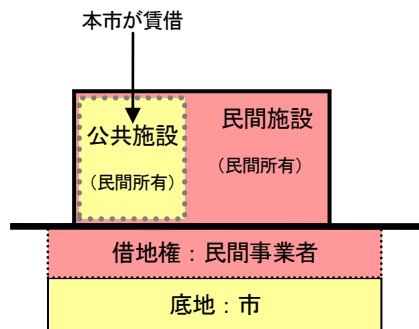 本市が賃借
公共施設
(民間所有)
民間施設
(民間所有)
借地権：民間事業者
底地：市